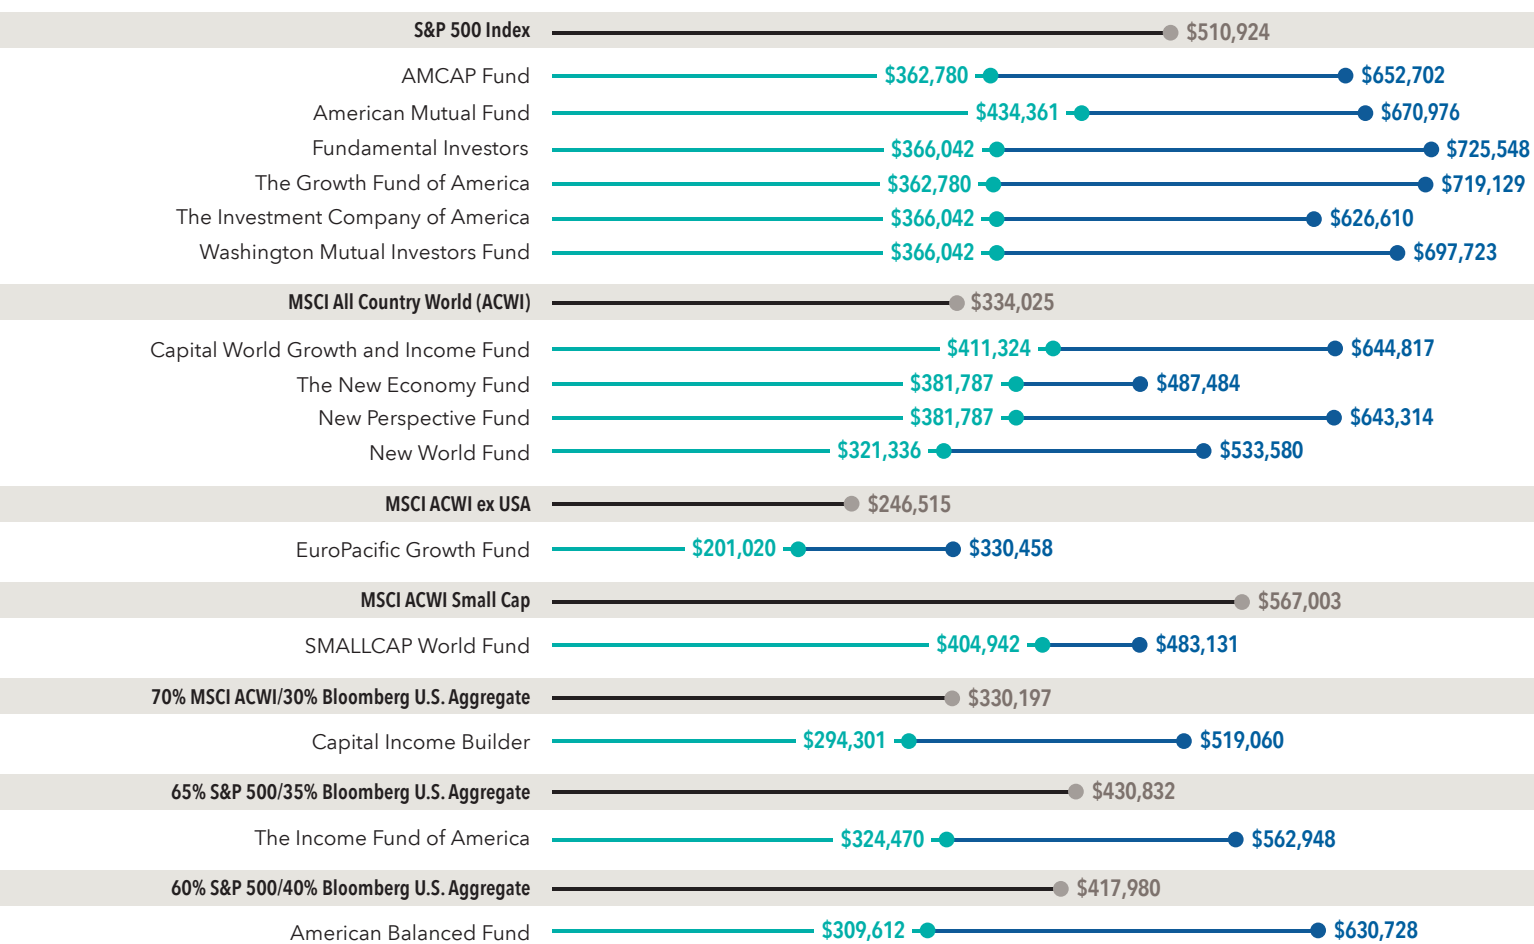 S&P 500 Index $510,924
AMCAP Fund $362,780 $652,702
American Mutual Fund $434,361 $670,976
Fundamental Investors $366,042 $725,548
The Growth Fund of America $362,780 $719,129
The Investment Company of America $366,042 $626,610
Washington Mutual Investors Fund $366,042 $697,723
MSCI All Country World (ACWI) $334,025
Capital World Growth and Income Fund $411,324 $644,817
The New Economy Fund $381,787 $487,484
New Perspective Fund $381,787 $643,314
New World Fund $321,336 $533,580
MSCI ACWI ex USA $246,515
EuroPacific Growth Fund $201,020 $330,458
MSCI ACWI Small Cap $567,003
SMALLCAP World Fund $404,942 $483,131
70% MSCI ACWI/30% Bloomberg U.S. Aggregate $330,197
Capital Income Builder $294,301 $519,060
65% S&P 500/35% Bloomberg U.S. Aggregate $430,832
The Income Fund of America $324,470 $562,948
60% S&P 500/40% Bloomberg U.S. Aggregate $417,980
American Balanced Fund $309,612 $630,728